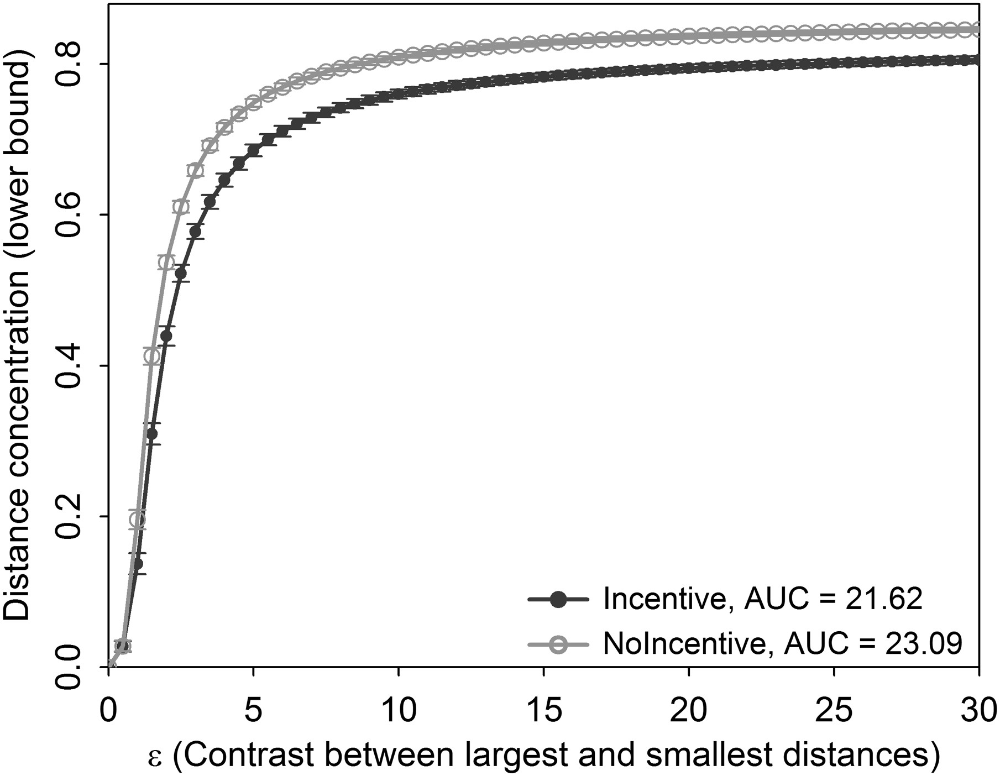 Distance concentration (lower bound)
0.8
0.6
0.4
0.2
0.0
Incentive, AUC = 21.62
NoIncentive, AUC = 23.09
0 5 10 15 20 25 30
ε (Contrast between largest and smallest distances)